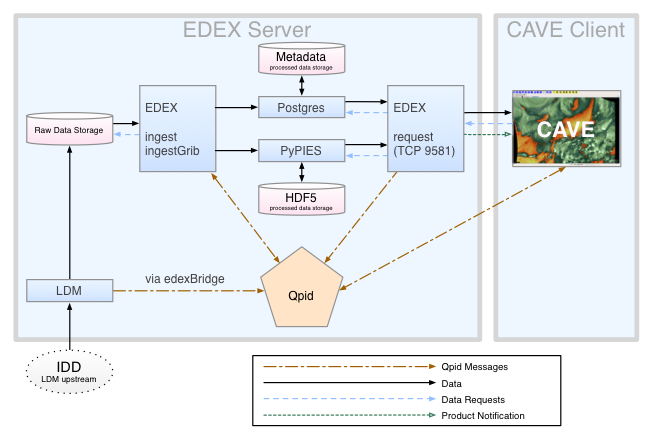 EDEX Server
CAVE Client
Metadata
processed data storage
Raw Data Storage
EDEX
ingest
ingestGrib
Postgres
PyPIES
EDEX
request
(TCP 9581)
CAVE
HDF5
processed data storage
LDM
via edexBridge
Qpid
IDD
LDM upstream
Qpid Messages
Data
Data Requests
Product Notification